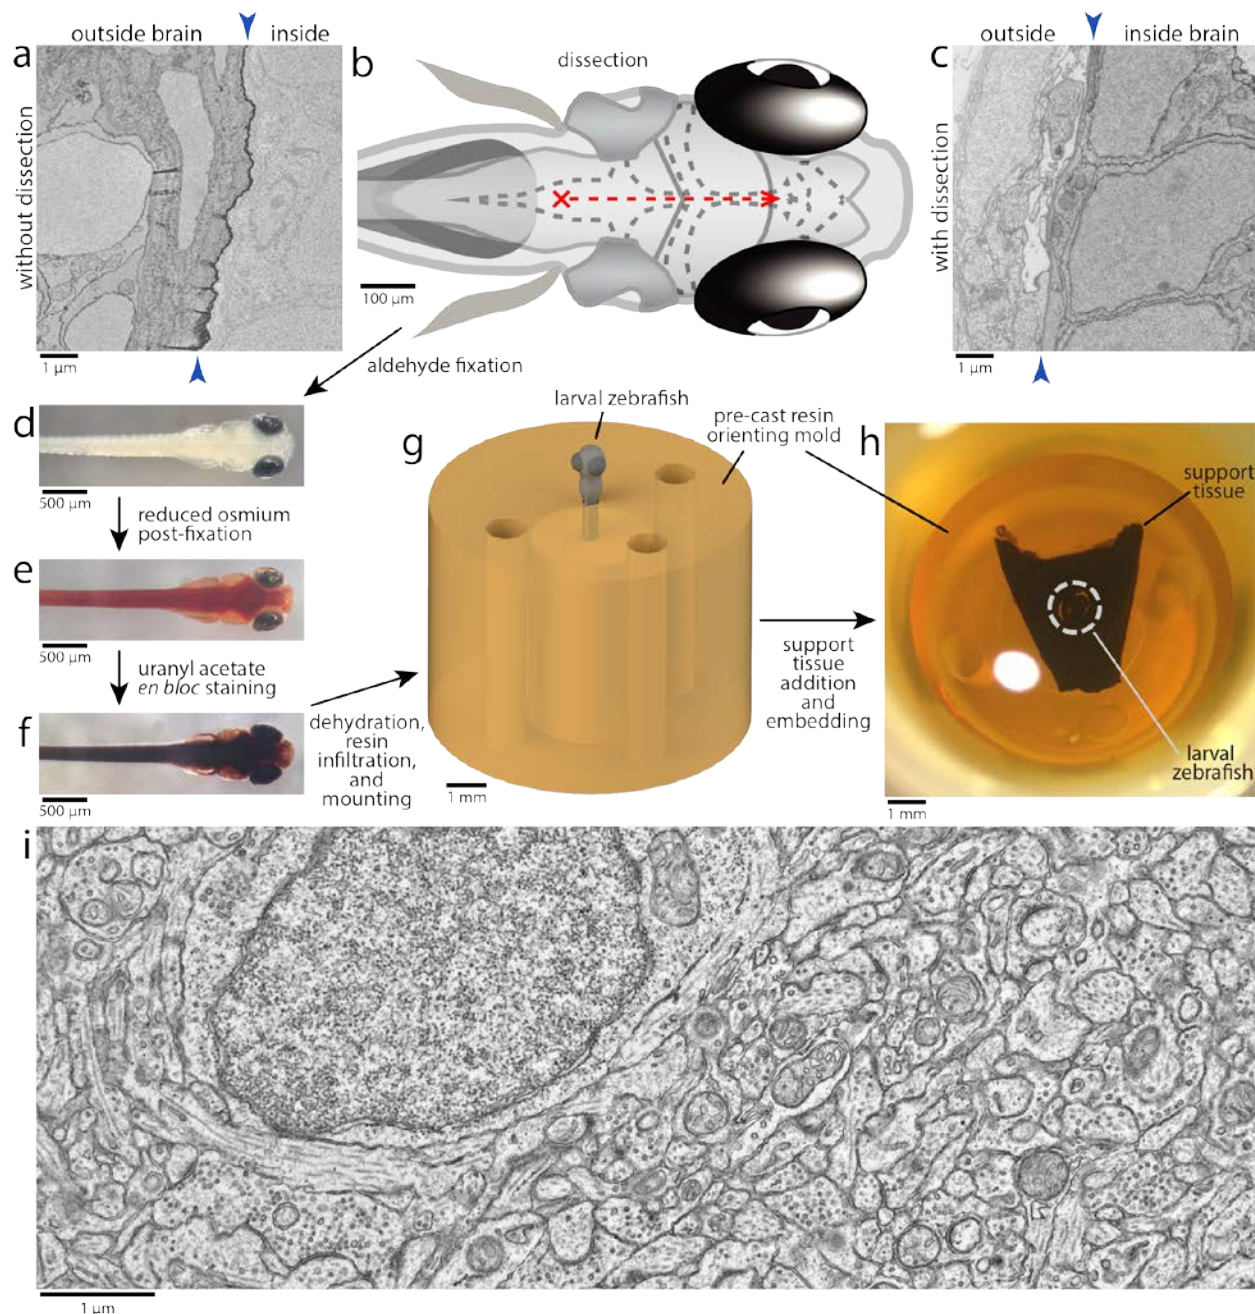 outside brain
inside
a
without dissection
1 µm
b
dissection
100 µm
c
outside
inside brain
with dissection
1 µm
aldehyde fixation
d
500 µm
reduced osmium
post-fixation
e
500 µm
uranyl acetate
en bloc staining
f
500 µm
dehydration,
resin
infiltration,
and
mounting
g
larval zebrafish
pre-cast resin
orienting mold
1 mm
support
tissue
addition
and
embedding
h
support
tissue
larval
zebrafish
1 mm
i
1 µm